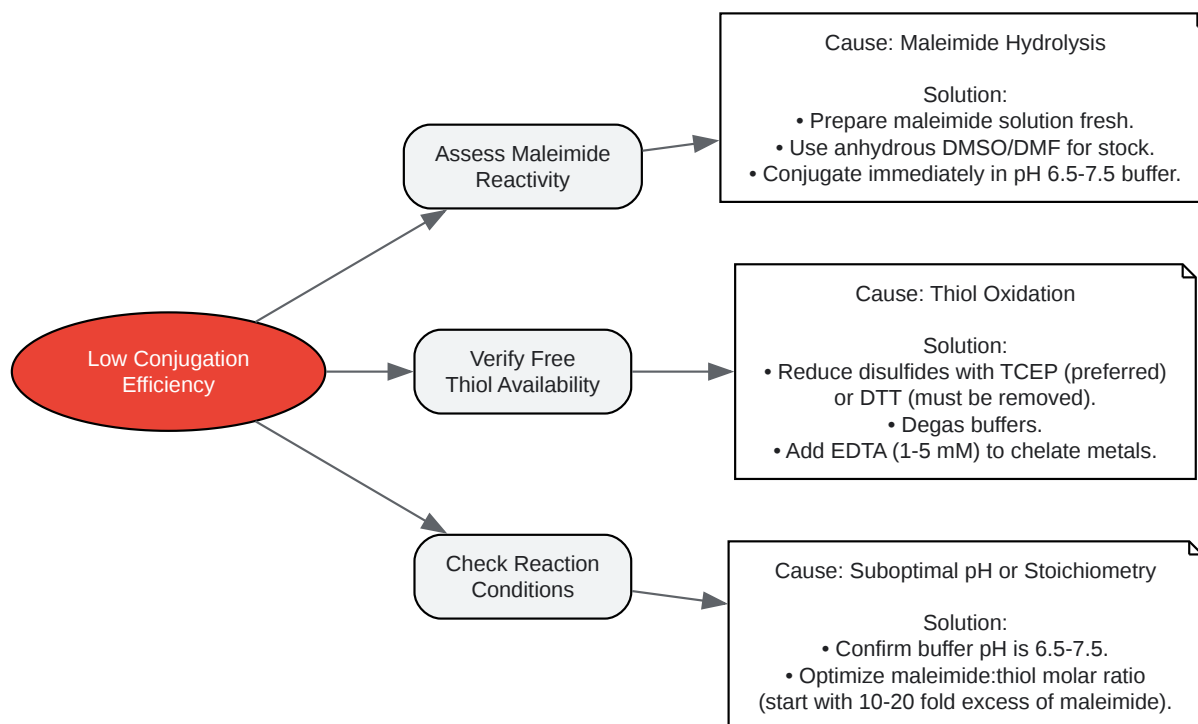 Low Conjugation
Efficiency
Assess Maleimide
Reactivity
Cause: Maleimide Hydrolysis
Solution:
• Prepare maleimide solution fresh.
• Use anhydrous DMSO/DMF for stock.
• Conjugate immediately in pH 6.5-7.5 buffer.
Verify Free
Thiol Availability
Cause: Thiol Oxidation
Solution:
• Reduce disulfides with TCEP (preferred)
or DTT (must be removed).
• Degas buffers.
• Add EDTA (1-5 mM) to chelate metals.
Check Reaction
Conditions
Cause: Suboptimal pH or Stoichiometry
Solution:
• Confirm buffer pH is 6.5-7.5.
• Optimize maleimide:thiol molar ratio
(start with 10-20 fold excess of maleimide).